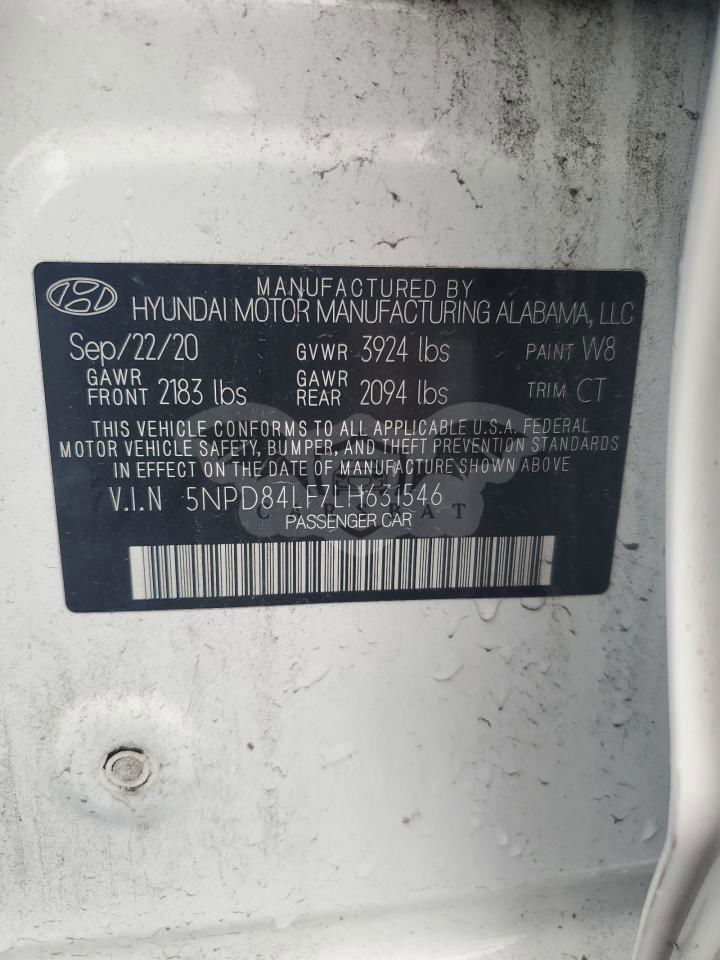 MANUFACTURED BY
HYUNDAI MOTOR MANUFACTURING ALABAMA, LLC
Sep/22/20 GVWR 3924 lbs PAINT W8
GAWR FRONT 2183 lbs GAWR REAR 2094 lbs TRIM CT
THIS VEHICLE CONFORMS TO ALL APPLICABLE U.S.A. FEDERAL
MOTOR VEHICLE SAFETY, BUMPER, AND THEFT PREVENTION STANDARDS
IN EFFECT ON THE DATE OF MANUFACTURE SHOWN ABOVE
V.I.N 5NPD84LF7LH631546
PASSENGER CAR